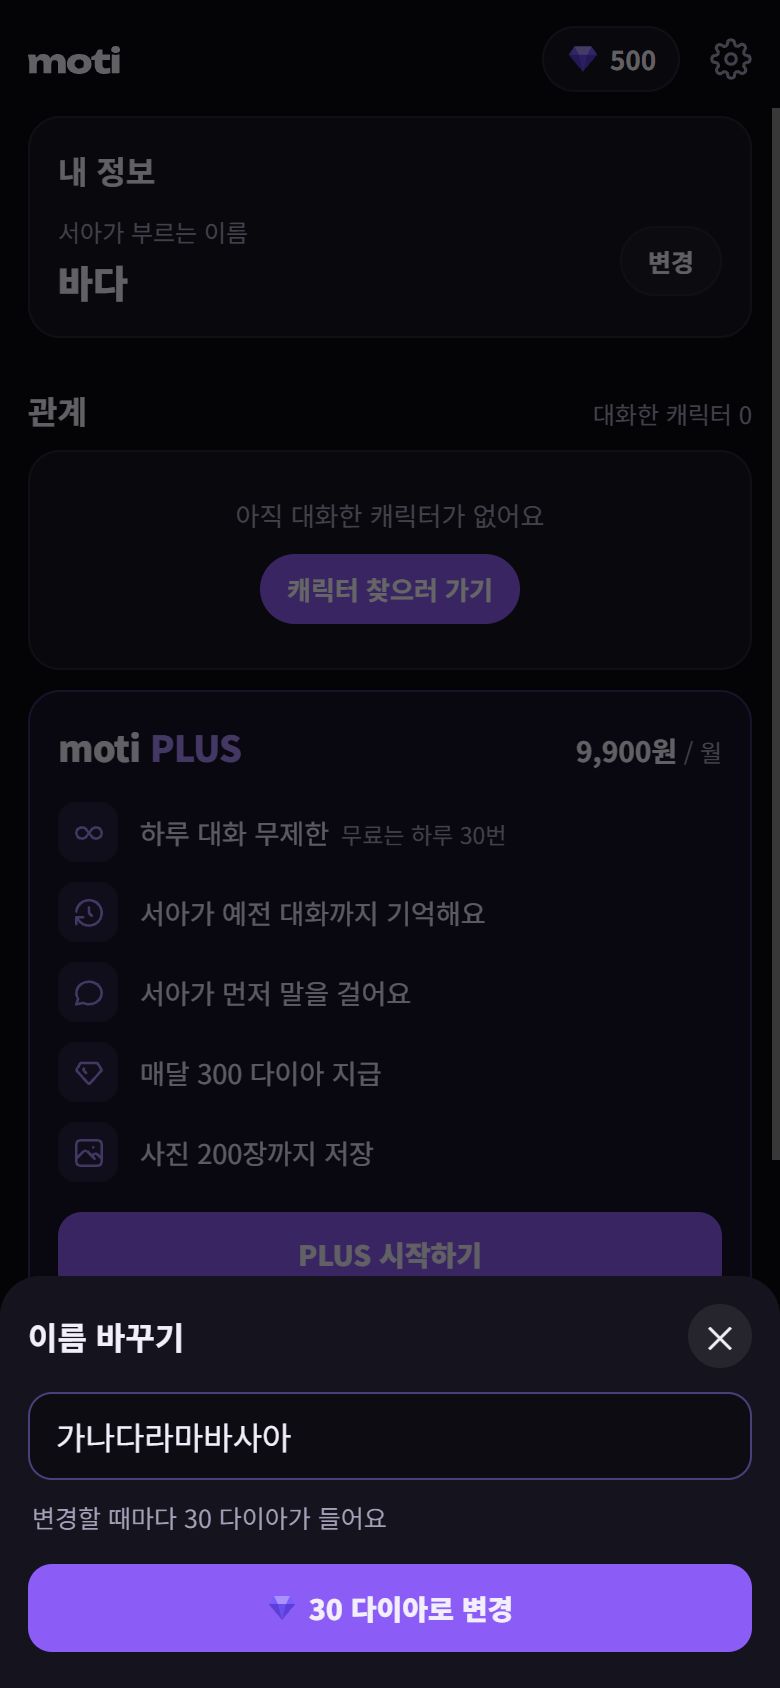 moti
500
내 정보
서아가 부르는 이름
바다
변경
관계
대화한 캐릭터 0
아직 대화한 캐릭터가 없어요
캐릭터 찾으러 가기
moti PLUS
9,900원 / 월
하루 대화 무제한 무료는 하루 30번
서아가 예전 대화까지 기억해요
서아가 먼저 말을 걸어요
매달 300 다이아 지급
사진 200장까지 저장
PLUS 시작하기
이름 바꾸기
가나다라마바사아
변경할 때마다 30 다이아가 들어요
30 다이아로 변경